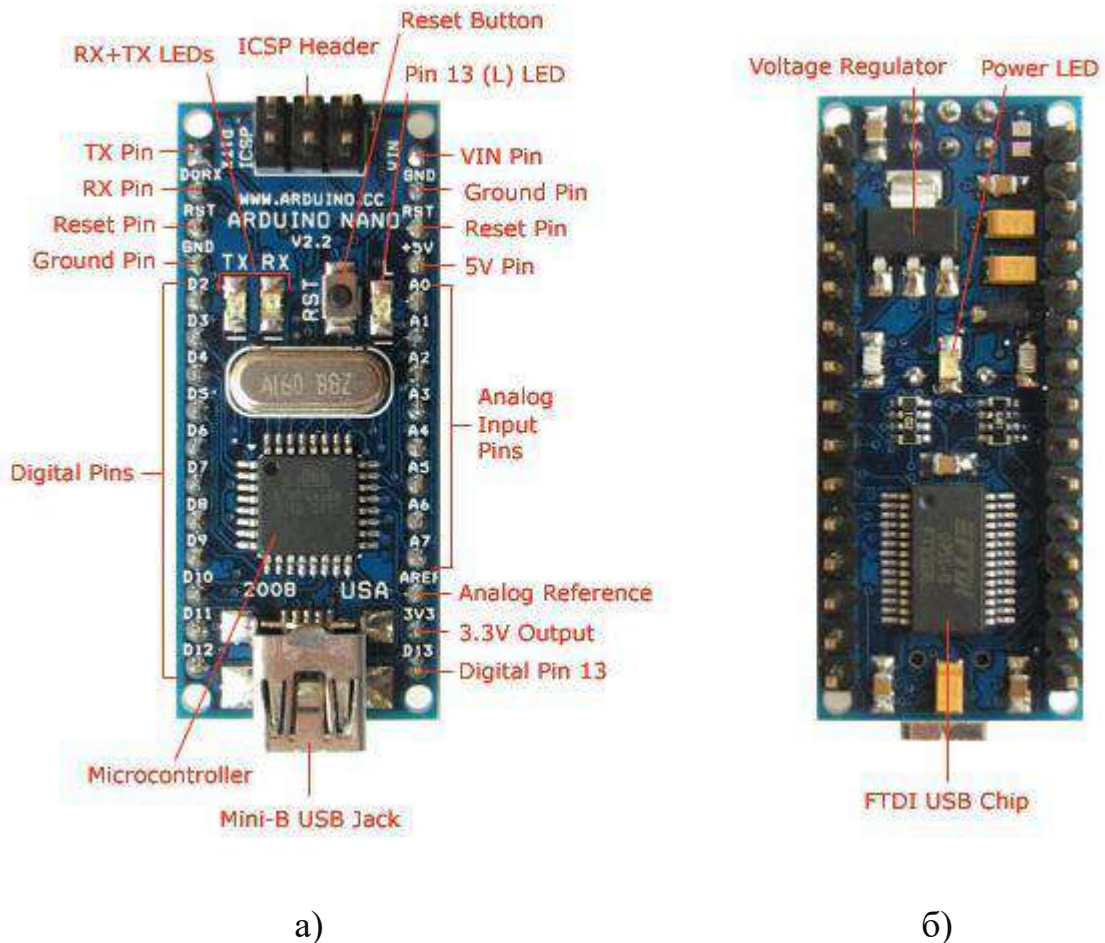 Reset Button
RX+TX LEDs
ICSP Header
Pin 13 (L) LED
Voltage Regulator
Power LED
TX Pin
RX Pin
Reset Pin
Ground Pin
Digital Pins
Microcontroller
Mini-B USB Jack
ICSP
VIN
WWW.ARDUINO.CC
ARDUINO NANO
V2.2
TX RX
RST
L
RST
GND
D2
D3
D4
D5
D6
D7
D8
D9
D10
D11
D12
GND
RST
+5V
A0
A1
A2
A3
A4
A5
A6
A7
AREF
3V3
D13
2008 USA
VIN Pin
Ground Pin
Reset Pin
5V Pin
Analog
Input
Pins
Analog Reference
3.3V Output
Digital Pin 13
FTDI USB Chip
а)
б)